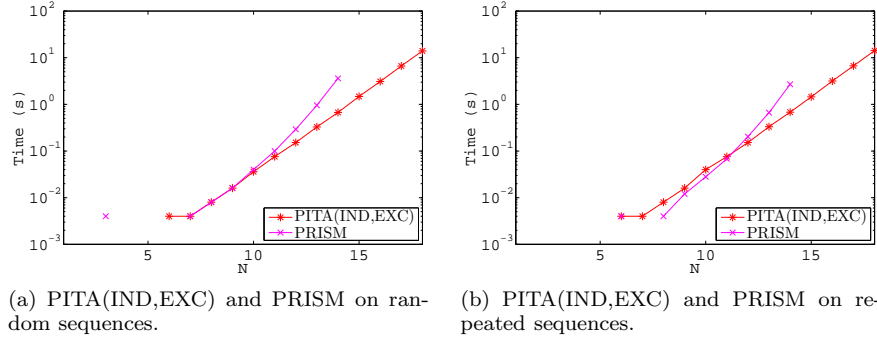 10^2
10^1
10^0
10^-1
10^-2
10^-3
Time (s)
5
10
15
N
PITA(IND,EXC)
PRISM
(a) PITA(IND,EXC) and PRISM on ran-
dom sequences.
10^2
10^1
10^0
10^-1
10^-2
10^-3
Time (s)
5
10
15
N
PITA(IND,EXC)
PRISM
(b) PITA(IND,EXC) and PRISM on re-
peated sequences.